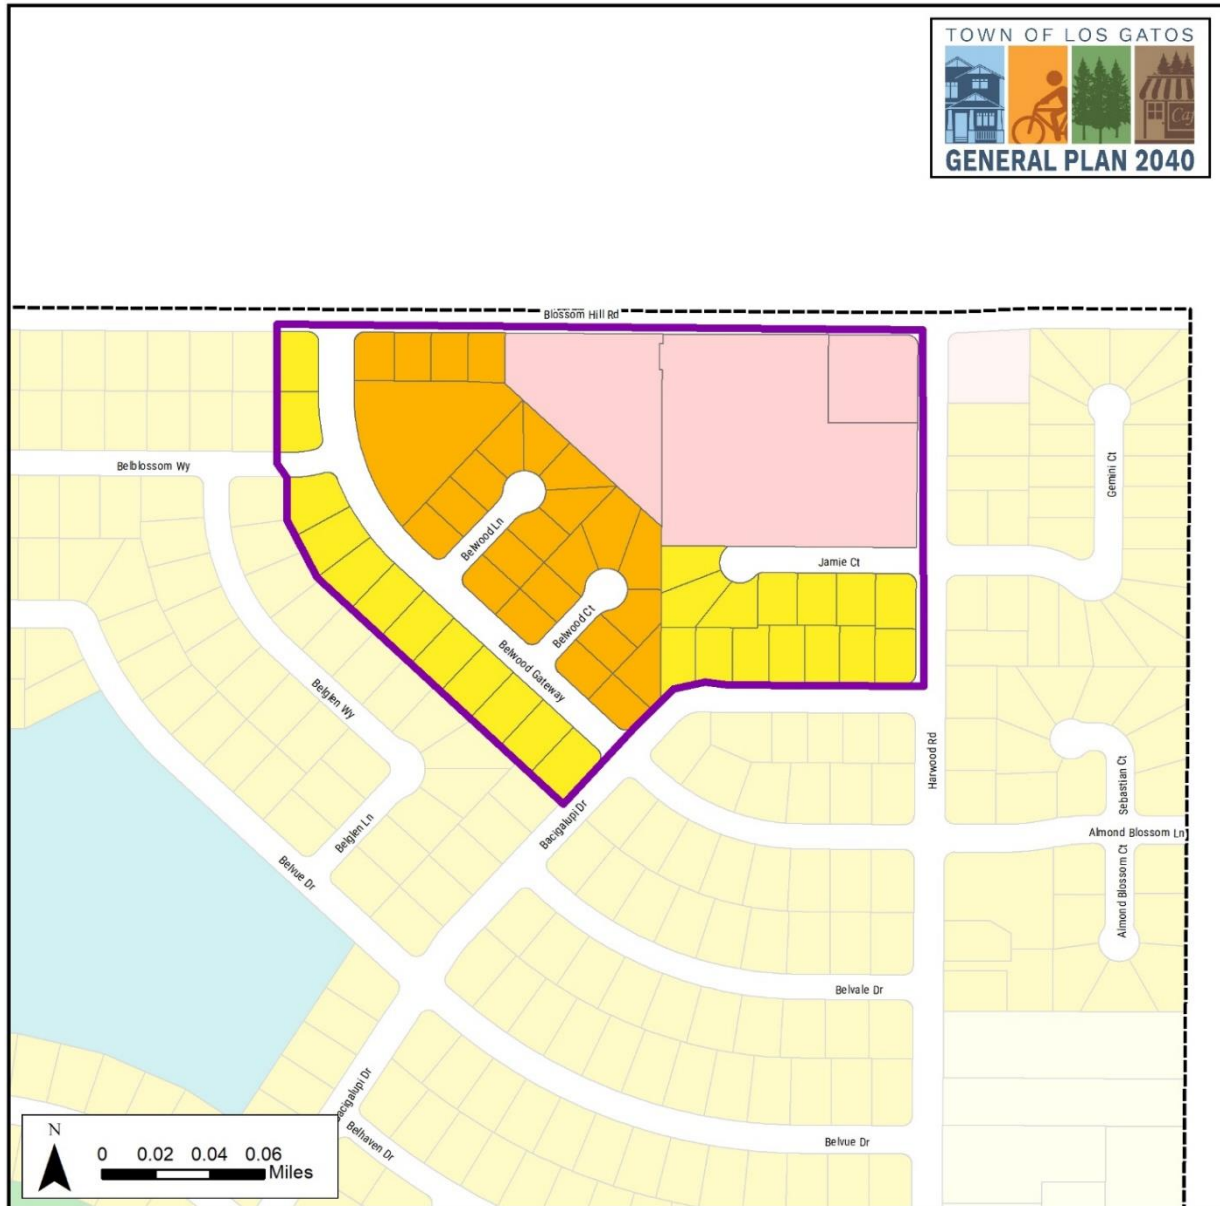 TOWN OF LOS GATOS
GENERAL PLAN 2040
Blossom Hill Rd
Belblossom Wy
Gemini Ct
Belwood Ln
Jamie Ct
Belwood Ct
Belwood Gateway
Belglen Wy
Harwood Rd
Sebastian Ct
Belglen Ln
Bacigalupi Dr
Almond Blossom Ln
Belvue Dr
Almond Blossom Ct
Belvale Dr
acigalupi Dr
Belhaven Dr
Belvue Dr
N
0 0.02 0.04 0.06
Miles